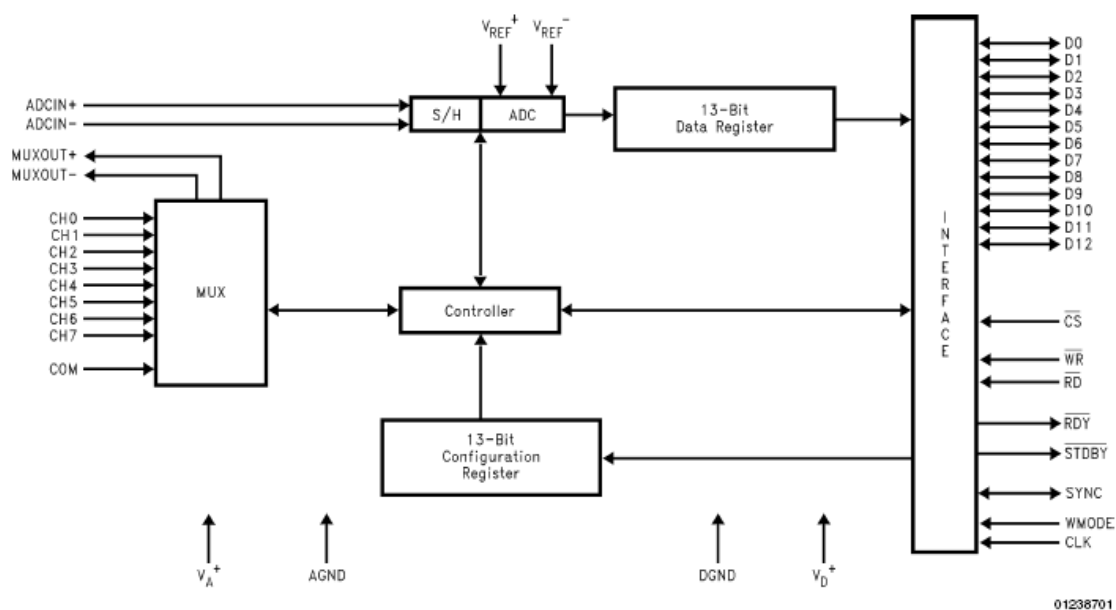 VREF+ VREF-
ADCIN+
ADCIN-
S/H ADC
13-Bit
Data Register
MUXOUT+
MUXOUT-
CH0
CH1
CH2
CH3
CH4
CH5
CH6
CH7
COM
MUX
Controller
13-Bit
Configuration
Register
INTERFACE
D0
D1
D2
D3
D4
D5
D6
D7
D8
D9
D10
D11
D12
CS
WR
RD
RDY
STDBY
SYNC
WMODE
CLK
VA+ AGND DGND VD+
01238701